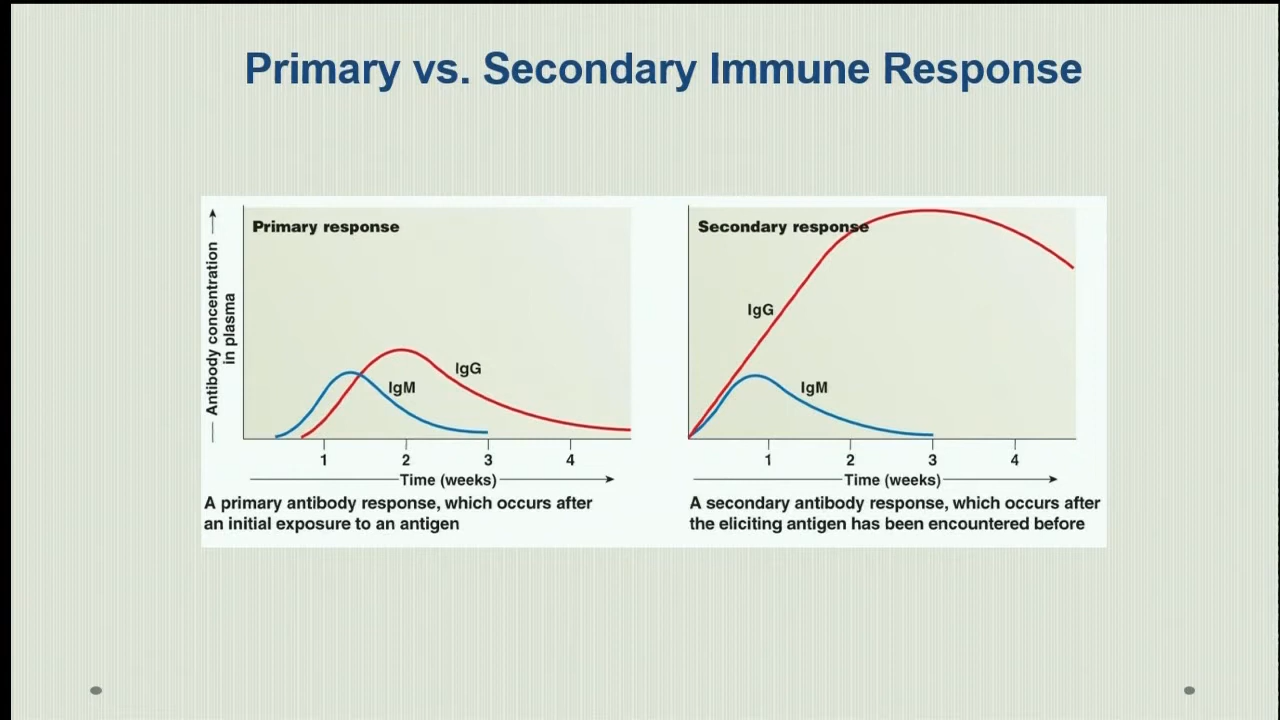 Primary vs. Secondary Immune Response
Antibody concentration
in plasma
Primary response
IgM
IgG
1 2 3 4
Time (weeks)
A primary antibody response, which occurs after
an initial exposure to an antigen
Secondary response
IgG
IgM
1 2 3 4
Time (weeks)
A secondary antibody response, which occurs after
the eliciting antigen has been encountered before